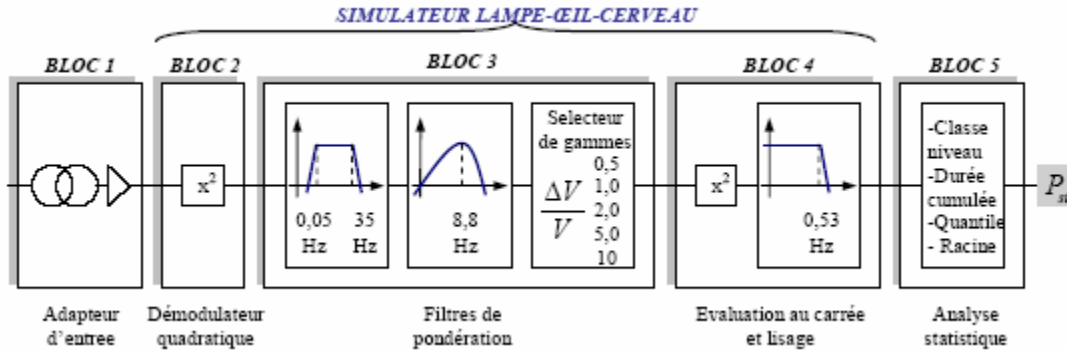 SIMULATEUR LAMPE-ŒIL-CERVEAU
BLOC 1
BLOC 2
BLOC 3
BLOC 4
BLOC 5
x²
0,05
Hz
35
Hz
8,8
Hz
Selecteur
de gammes
ΔV
V
0,5
1,0
2,0
5,0
10
x²
0,53
Hz
-Classe
niveau
-Durée
cumulée
-Quantile
- Racine
P
Adapteur
d'entree
Démodulateur
quadratique
Filtres de
pondération
Evaluation au carrée
et lisage
Analyse
statistique